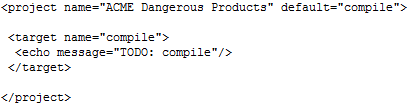 <project name="ACME Dangerous Products" default="compile">
<target name="compile">
<echo message="TODO: compile"/>
</target>
</project>